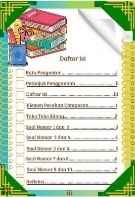 Daftar Isi
Kata Pengantar
Petunjuk Penggunaan
Daftar Isi
Elemen Pecahan Campuran
Teka Teka Silang
Soal Nomor 1 dan 2
Soal Nomor 3 dan 4
Soal Nomor 5 dan 6
Soal Nomor 7 dan 8
Soal Nomor 9 dan 10
Refleksi
iii